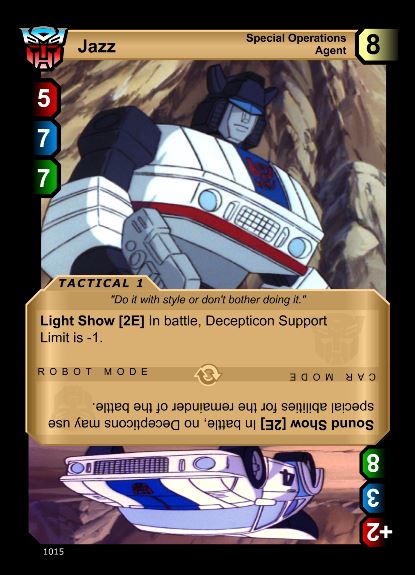 Jazz
Special Operations
Agent
8
5
7
7
TACTICAL 1
"Do it with style or don't bother doing it."
Light Show [2E] In battle, Decepticon Support
Limit is -1.
ROBOT MODE
CAR MODE
Sound Show [2E] In battle, no Decepticons may use
special abilities for the remainder of the battle.
+2
3
8
1015